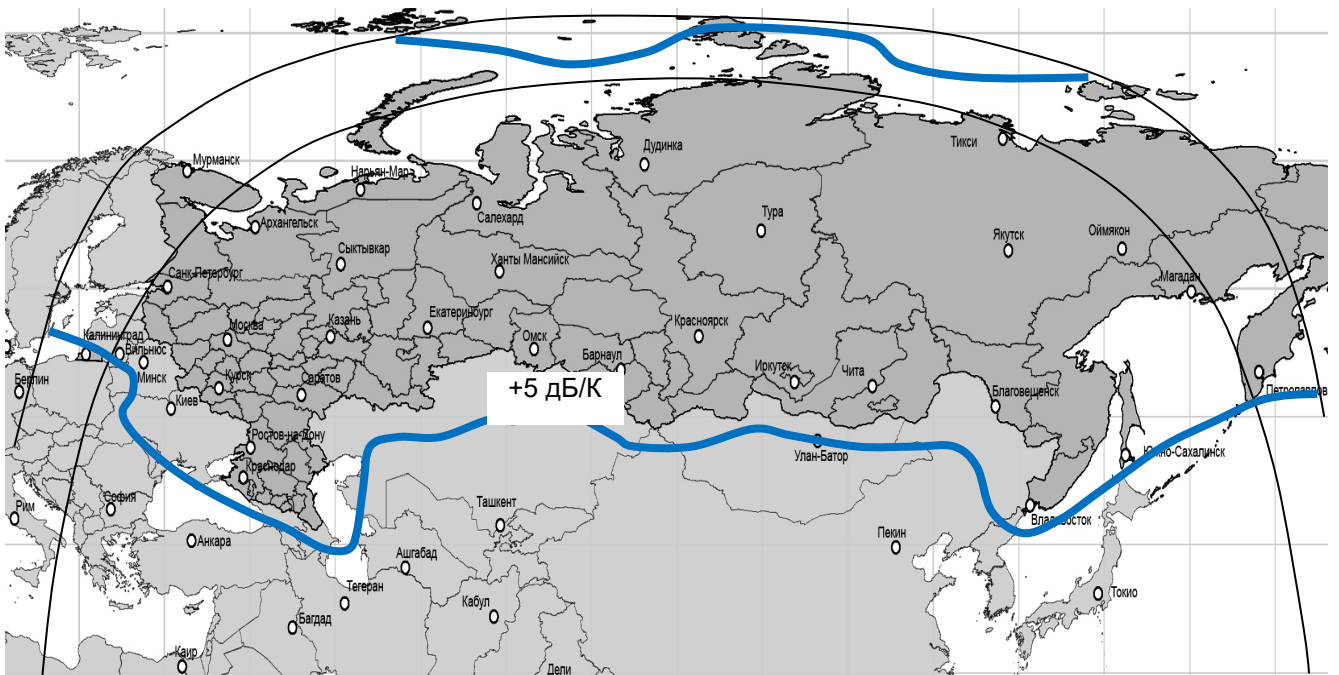 Мурманск
Нарьян-Мар
Дудинка
Тикси
Архангельск
Салехард
Тура
Якутск
Оймякон
Сыктывкар
Ханты Мансийск
Санкт-Петербург
Магадан
Калининград
Вильнюс
Минск
Москва
Казань
Екатеринбург
Омск
Красноярск
Барнаул
Иркутск
Чита
Берлин
Курск
Саратов
+5 дБ/К
Благовещенск
Петропавлов
Киев
Ростов-на-Дону
Улан-Батор
Южно-Сахалинск
Краснодар
София
Рим
Ташкент
Владивосток
Анкара
Пекин
Ашгабад
Тегеран
Кабул
Токио
Багдад
Каир
Дели